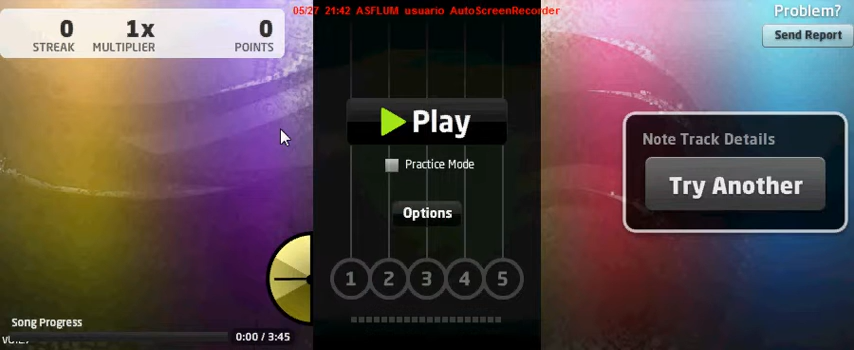 0 1x 0
STREAK MULTIPLIER POINTS
05/27 21:42 ASFLUM usuario AutoScreenRecorder
Problem?
Send Report
Play
Practice Mode
Options
Note Track Details
Try Another
1 2 3 4 5
Song Progress
0:00 / 3:45